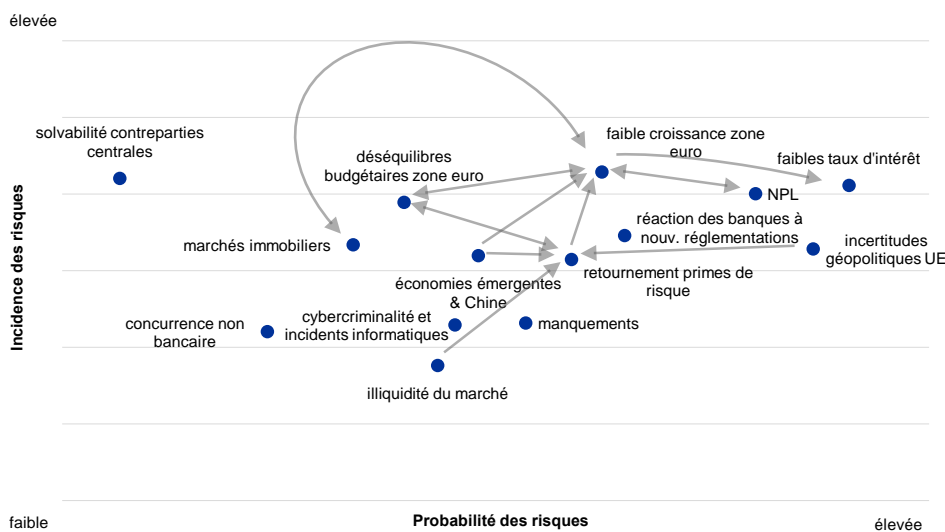 élevée
solvabilité contreparties
centrales
déséquilibres
budgétaires zone euro
faible croissance zone
euro
faibles taux d'intérêt
NPL
marchés immobiliers
réaction des banques à
nouv. réglementations
incertitudes
géopolitiques UE
économies émergentes
& Chine
retournement primes de
risque
concurrence non
bancaire
cybercriminalité et
incidents informatiques
manquements
illiquidité du marché
Incidence des risques
faible
Probabilité des risques
élevée